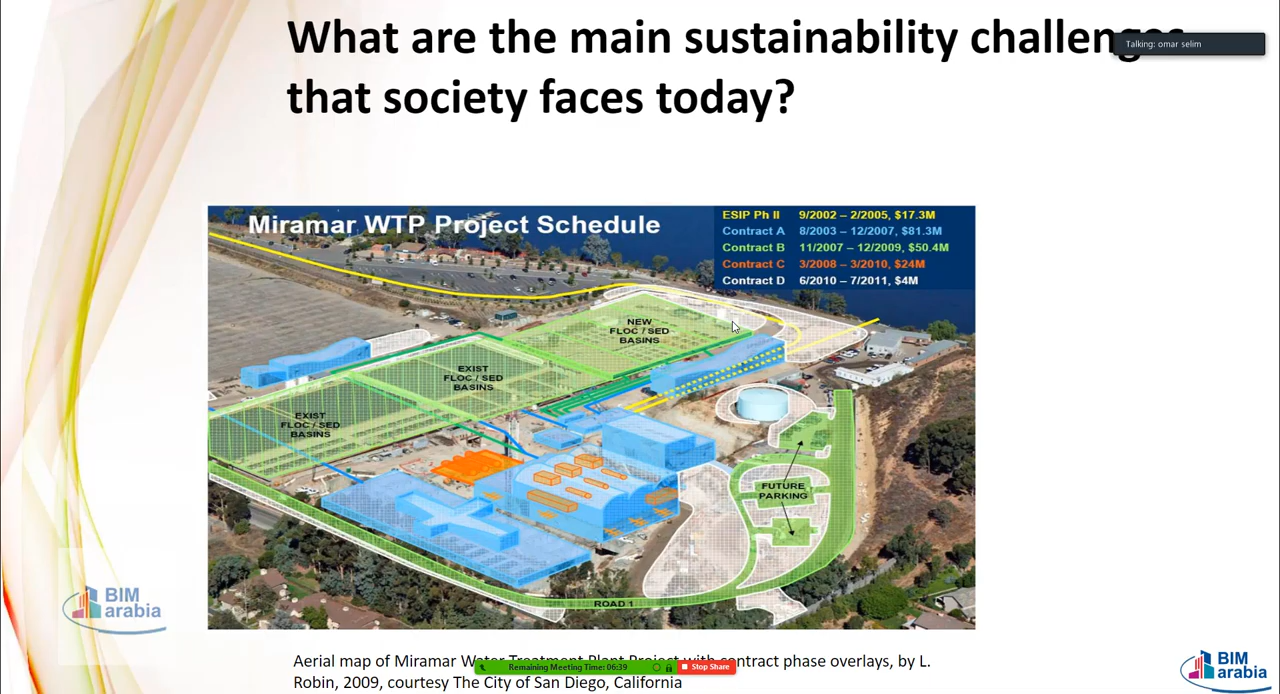 What are the main sustainability challenges
that society faces today?
Talking: omar selim
Miramar WTP Project Schedule
ESIP Ph II 9/2002 – 2/2005, $17.3M
Contract A 8/2003 – 12/2007, $81.3M
Contract B 11/2007 – 12/2009, $50.4M
Contract C 3/2008 – 3/2010, $24M
Contract D 6/2010 – 7/2011, $4M
NEW
FLOC / SED
BASINS
EXIST
FLOC / SED
BASINS
EXIST
FLOC / SED
BASINS
FUTURE
PARKING
ROAD 1
BIM
arabia
Aerial map of Miramar Water Treatment Plant Project with contract phase overlays, by L.
Remaining Meeting Time: 06:39
Stop Share
Robin, 2009, courtesy The City of San Diego, California
BIM
arabia